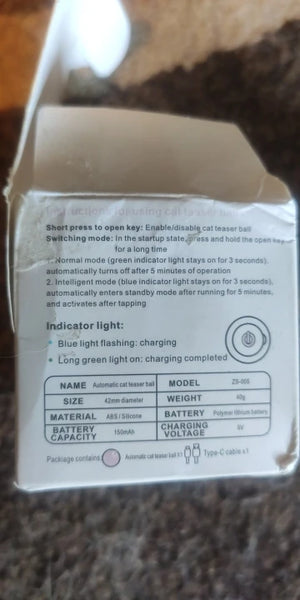 Instructions for using cat teaser ball
Short press to open key: Enable/disable cat teaser ball
Switching mode: In the startup state, press and hold the open key
for a long time
1. Normal mode (green indicator light stays on for 3 seconds),
automatically turns off after 5 minutes of operation
2. Intelligent mode (blue indicator light stays on for 3 seconds),
automatically enters standby mode after running for 5 minutes,
and activates after tapping
Indicator light:
• Blue light flashing: charging
• Long green light on: charging completed
NAME Automatic cat teaser ball MODEL ZB-005
SIZE 42mm diameter WEIGHT 40g
MATERIAL ABS / Silicone BATTERY Polymer lithium battery
BATTERY CAPACITY 150mAh CHARGING VOLTAGE 5V
Package contains: Automatic cat teaser ball x1 Type-C cable x1